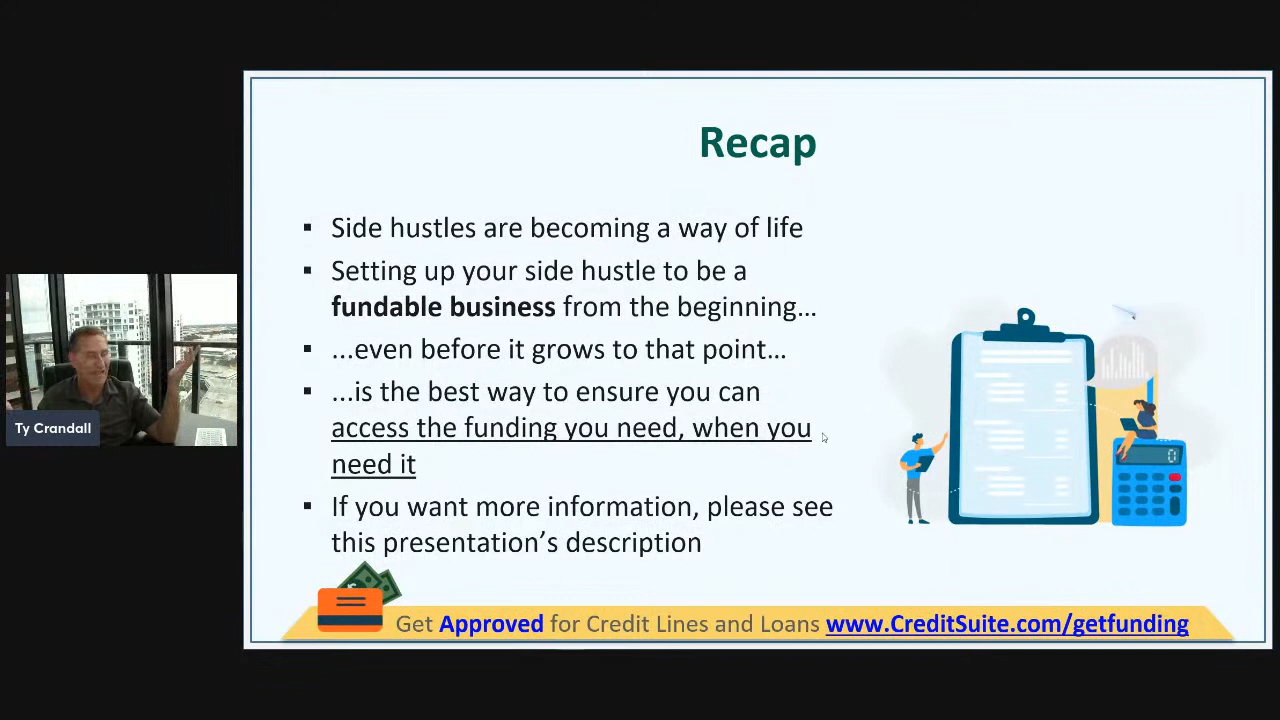 Recap
▪ Side hustles are becoming a way of life
▪ Setting up your side hustle to be a
fundable business from the beginning...
▪ ...even before it grows to that point...
▪ ...is the best way to ensure you can
access the funding you need, when you
need it
▪ If you want more information, please see
this presentation’s description
Ty Crandall
0
Get Approved for Credit Lines and Loans www.CreditSuite.com/getfunding